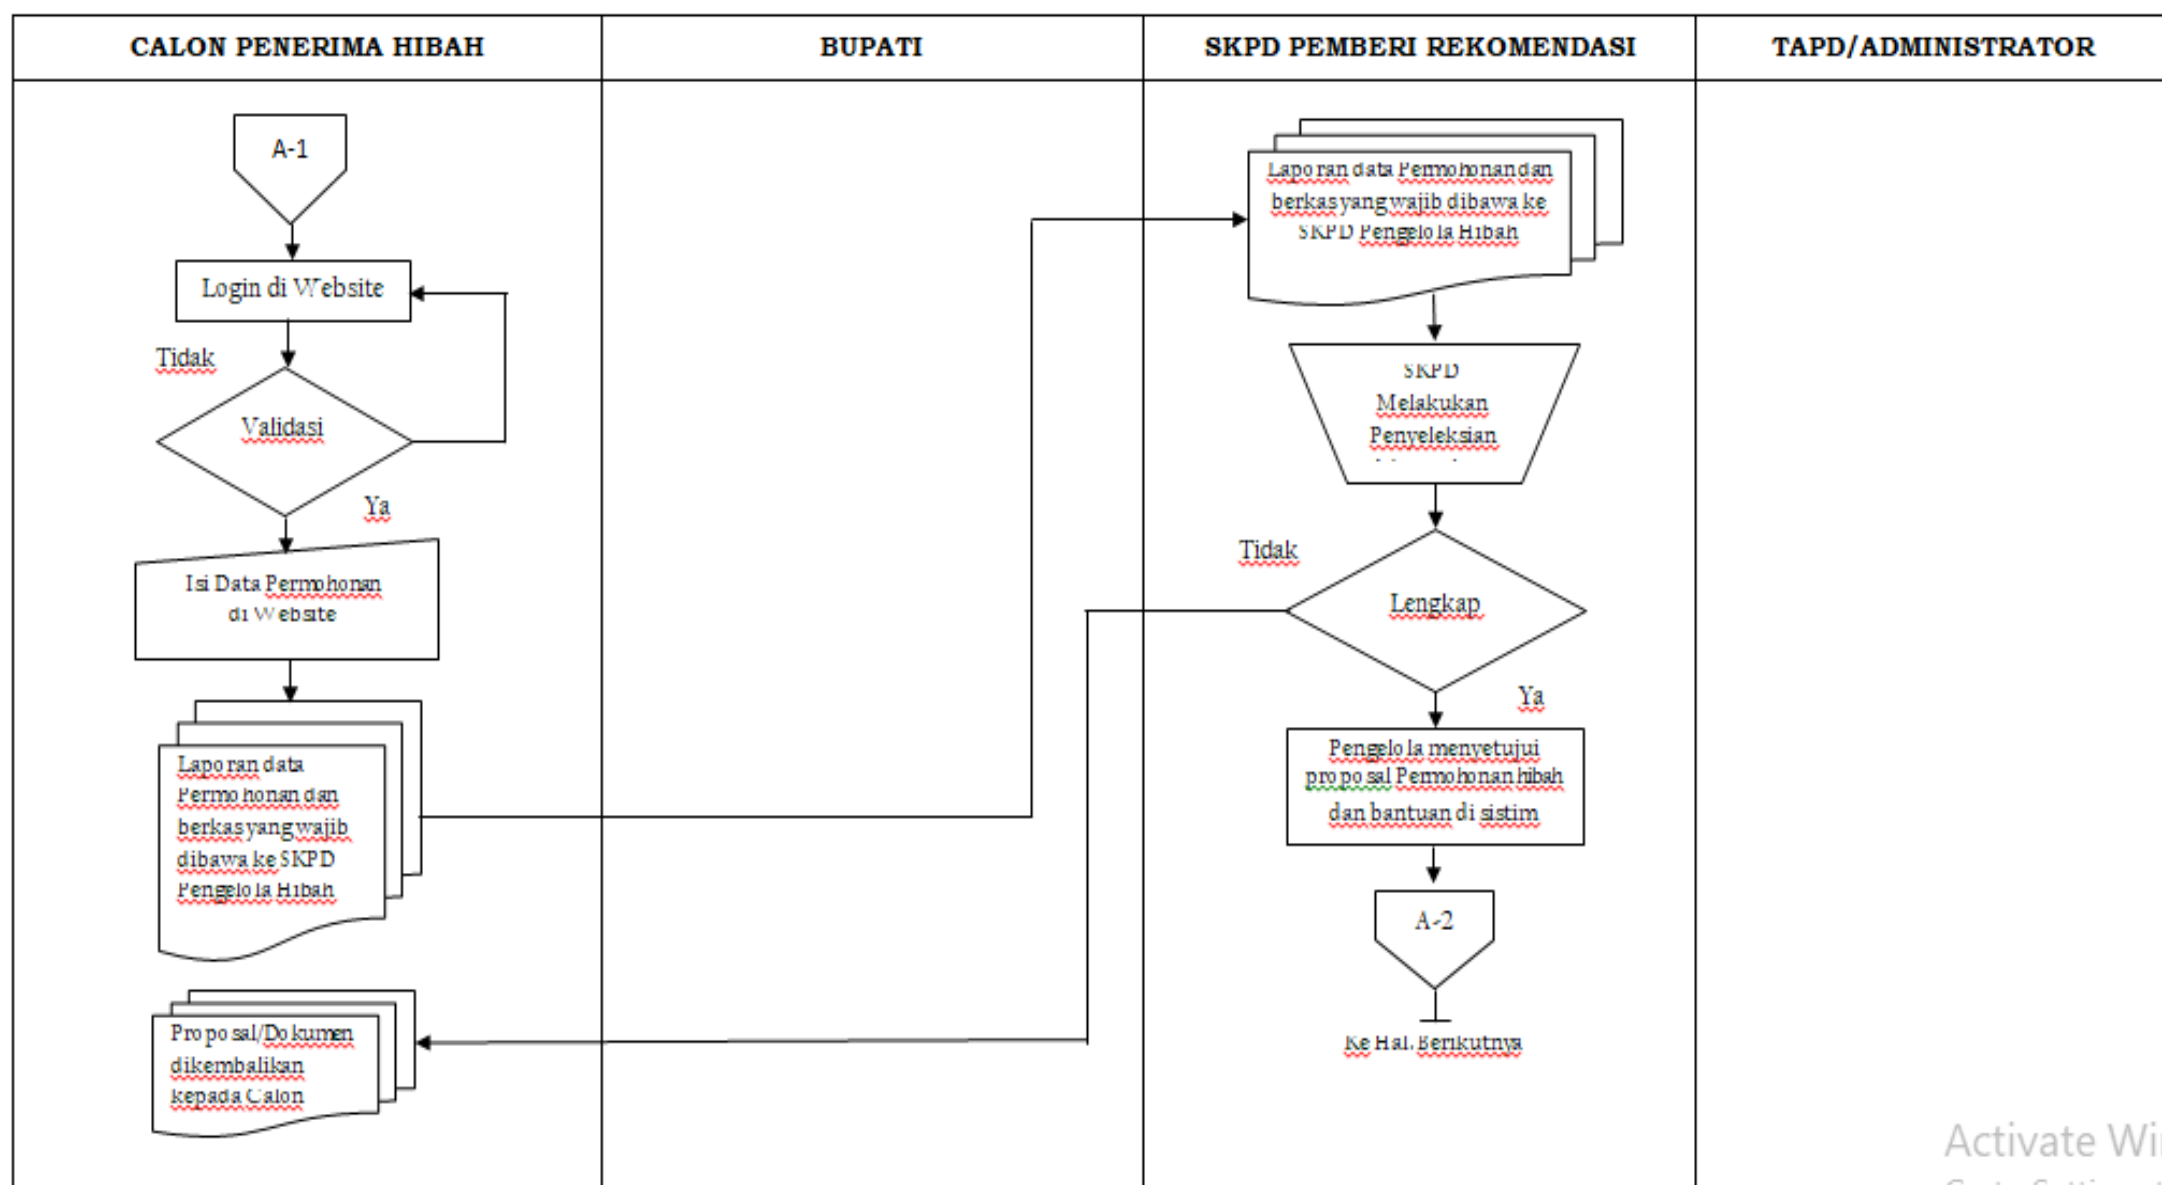 CALON PENERIMA HIBAH
BUPATI
SKPD PEMBERI REKOMENDASI
TAPD/ADMINISTRATOR
A-1
Login di Website
Tidak
Validasi
Ya
Isi Data Permohonan
di Website
Laporan data
Permohonan dan
berkas yang wajib
dibawa ke SKPD
Pengelola Hibah
Proposal/Dokumen
dikembalikan
kepada Calon
Laporan data Permohonan dan
berkas yang wajib dibawa ke
SKPD Pengelola Hibah
SKPD
Melakukan
Penyeleksian
Tidak
Lengkap
Ya
Pengelola menyetujui
proposal Permohonan hibah
dan bantuan di sistim
A-2
Ke Hal. Berikutnya
Activate Wi